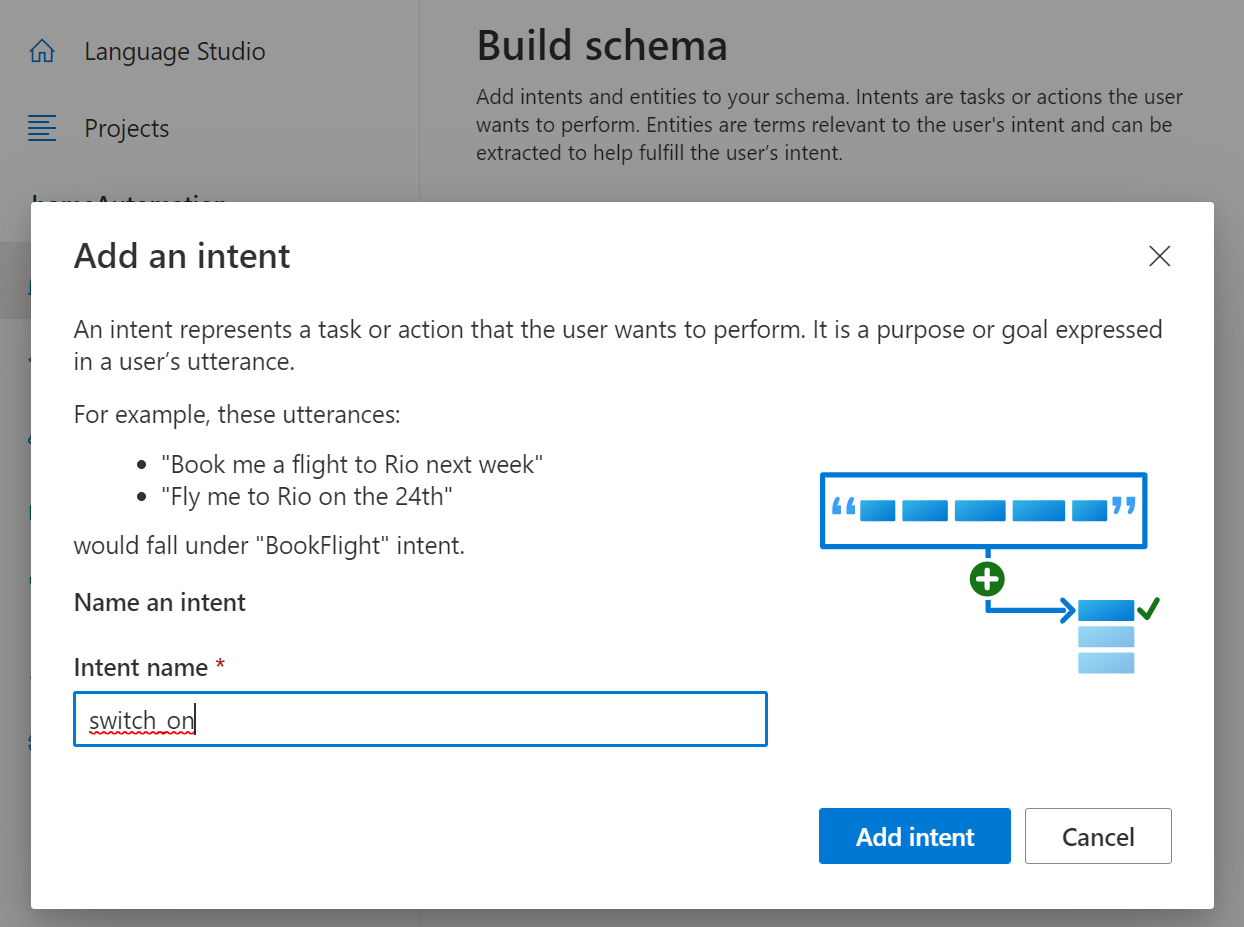 Language Studio
Projects
Build schema
Add intents and entities to your schema. Intents are tasks or actions the user
wants to perform. Entities are terms relevant to the user's intent and can be
extracted to help fulfill the user’s intent.
homeAutomation
Add an intent
An intent represents a task or action that the user wants to perform. It is a purpose or goal expressed
in a user’s utterance.
For example, these utterances:
• "Book me a flight to Rio next week"
• "Fly me to Rio on the 24th"
would fall under "BookFlight" intent.
Name an intent
Intent name *
switch_on
Add intent
Cancel